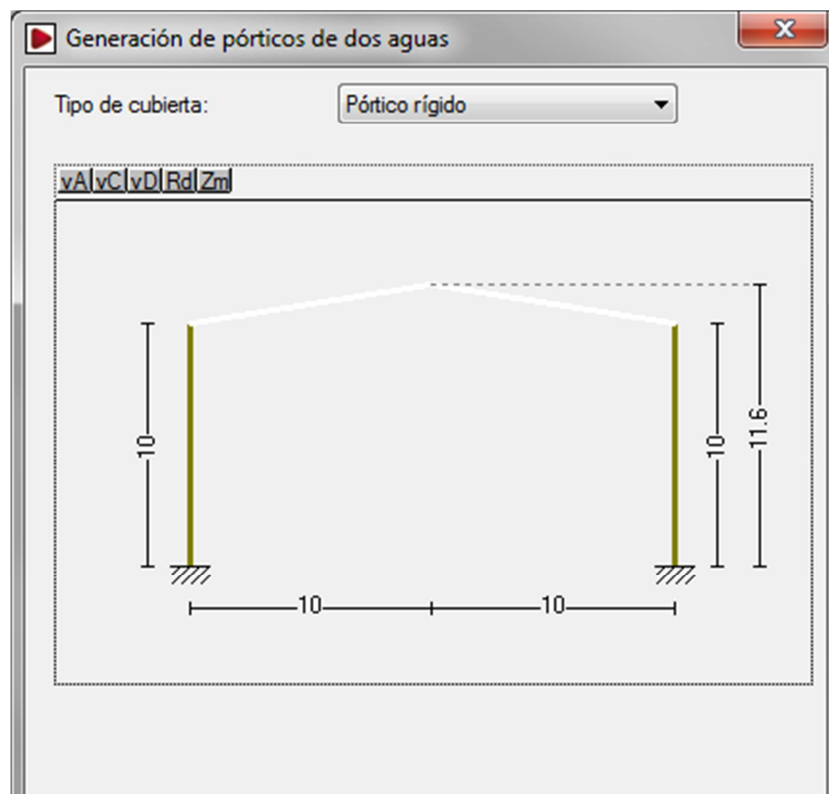 Generación de pórticos de dos aguas
Tipo de cubierta: Pórtico rígido
vA vC vD Rd Zm
10
10
11.6
10 10